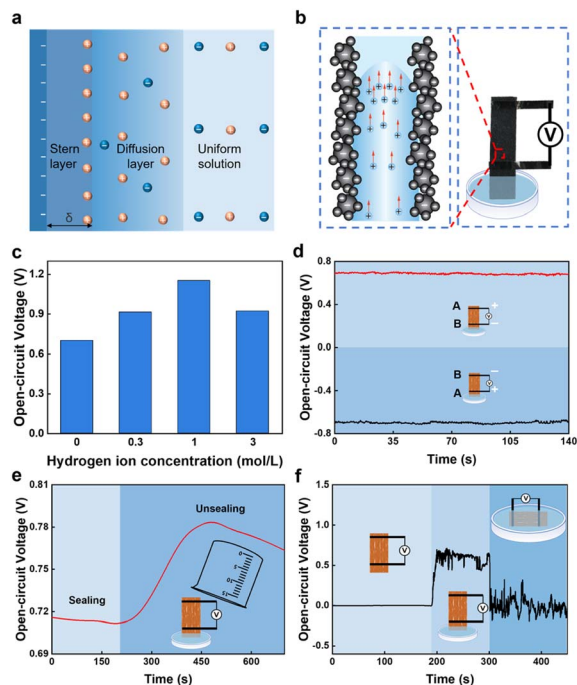 a
Stern
layer
Diffusion
layer
Uniform
solution
δ
b
V
c
Open-circuit Voltage (V)
1.2
0.9
0.6
0.3
0.0
0
0.3
1
3
Hydrogen ion concentration (mol/L)
d
Open-circuit Voltage (V)
0.8
0.4
0.0
-0.4
-0.8
A
B
+
−
B
A
−
+
0
35
70
105
140
Time (s)
e
Open-circuit Voltage (V)
0.81
0.78
0.75
0.72
0.69
Sealing
Unsealing
V
0
150
300
450
600
Time (s)
f
Open-circuit Voltage (V)
1.5
1.0
0.5
0.0
-0.5
V
V
V
0
100
200
300
400
Time (s)